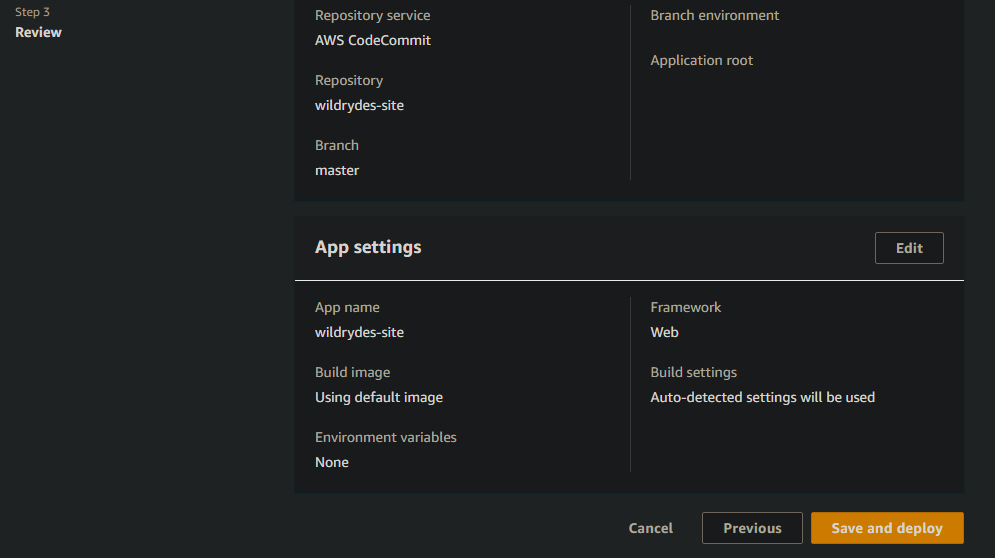 Step 3
Review
Repository service
AWS CodeCommit
Repository
wildrydes-site
Branch
master
Branch environment
Application root
App settings
Edit
App name
wildrydes-site
Build image
Using default image
Environment variables
None
Framework
Web
Build settings
Auto-detected settings will be used
Cancel
Previous
Save and deploy